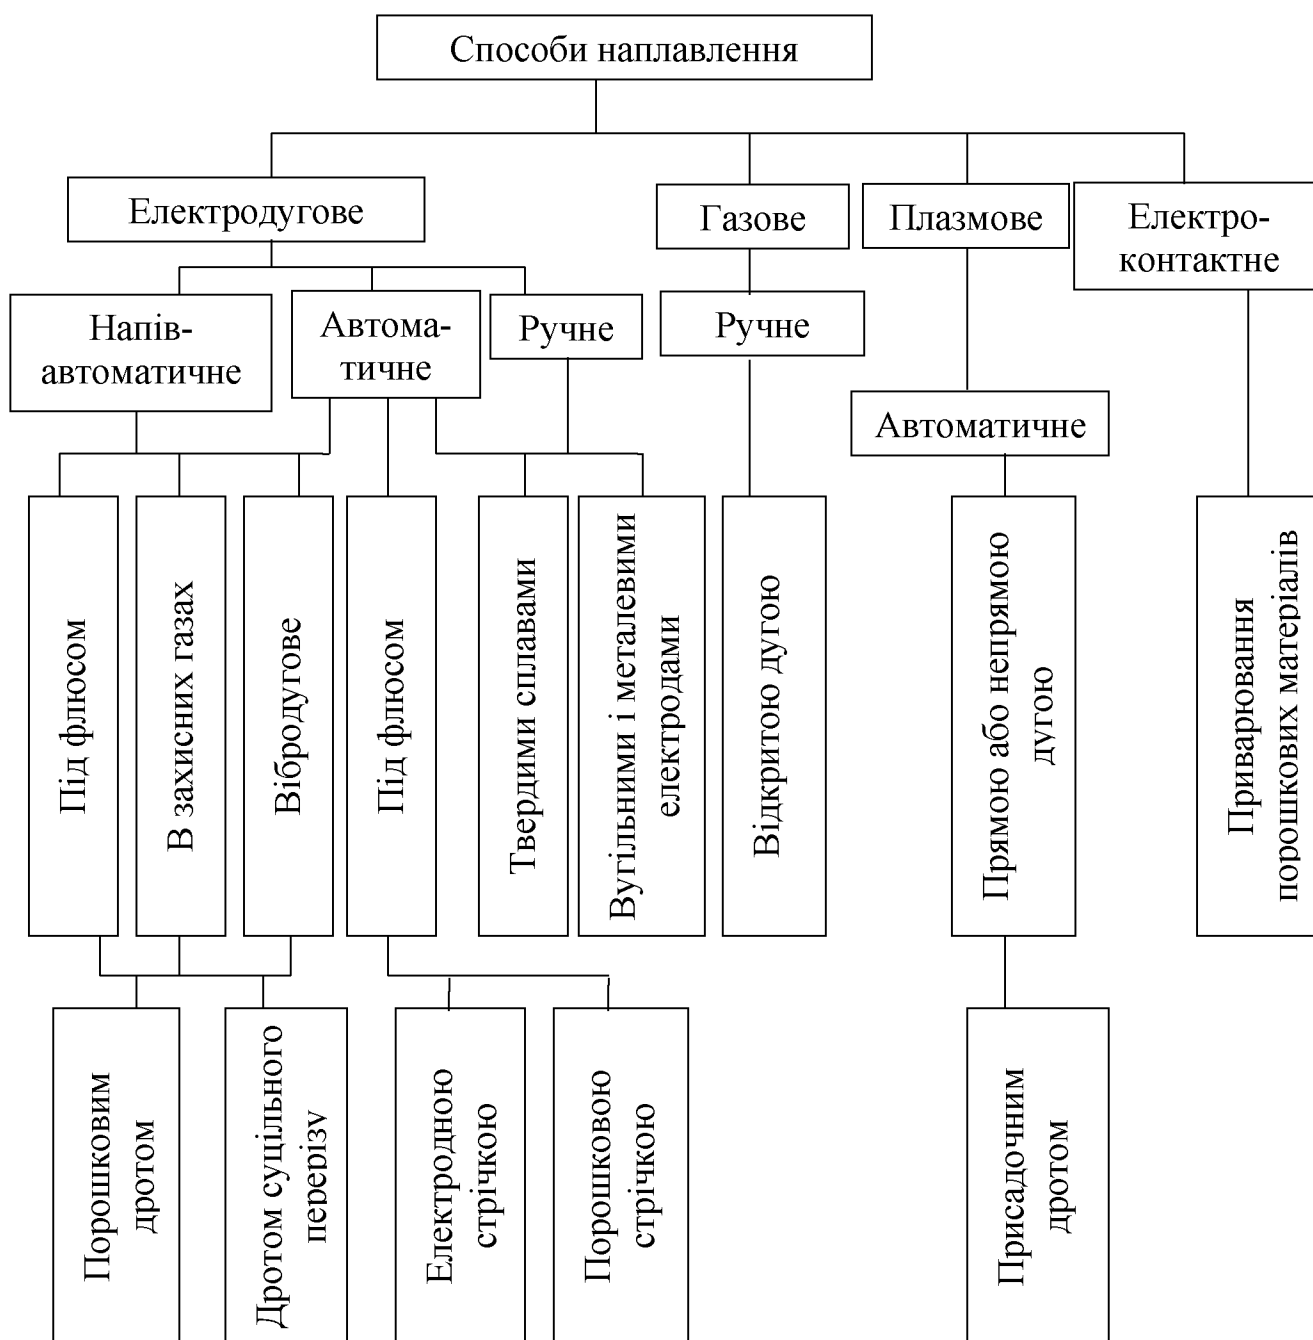 Способи наплавлення
Електродугове
Газове
Плазмове
Електро-
контактне
Напів-
автоматичне
Автома-
тичне
Ручне
Ручне
Автоматичне
Під флюсом
В захисних газах
Вібродугове
Під флюсом
Твердими сплавами
Вугільними і металевими
електродами
Відкритою дугою
Прямою або непрямою
дугою
Приварювання
порошкових матеріалів
Порошковим
дротом
Дротом суцільного
перерізу
Електродною
стрічкою
Порошковою
стрічкою
Присадочним
дротом